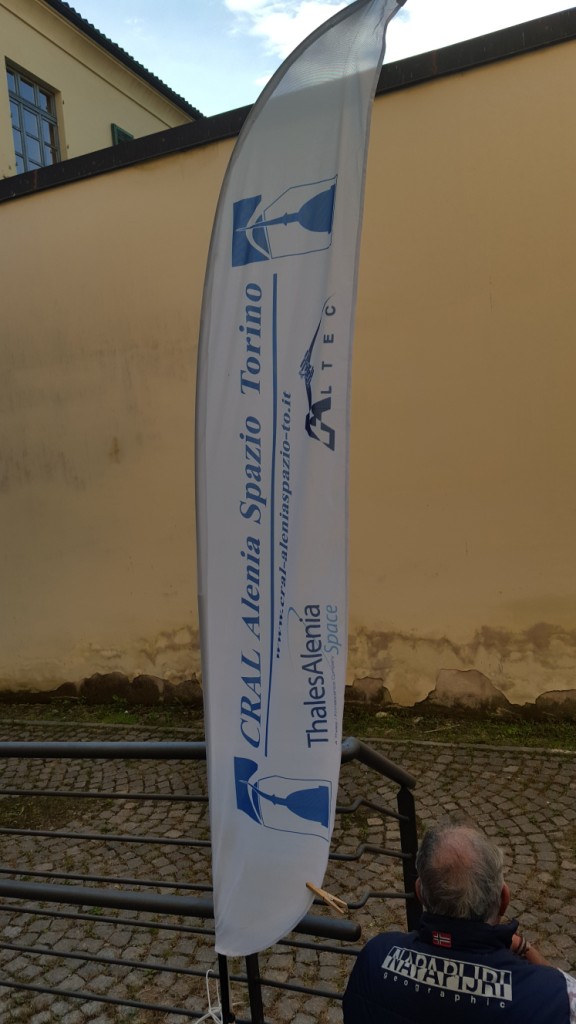 CRAL Alenia Spazio Torino
www.cral-aleniaspazio-to.it
ThalesAlenia
Space
ALTEC
NAPAPIJRI
geographic